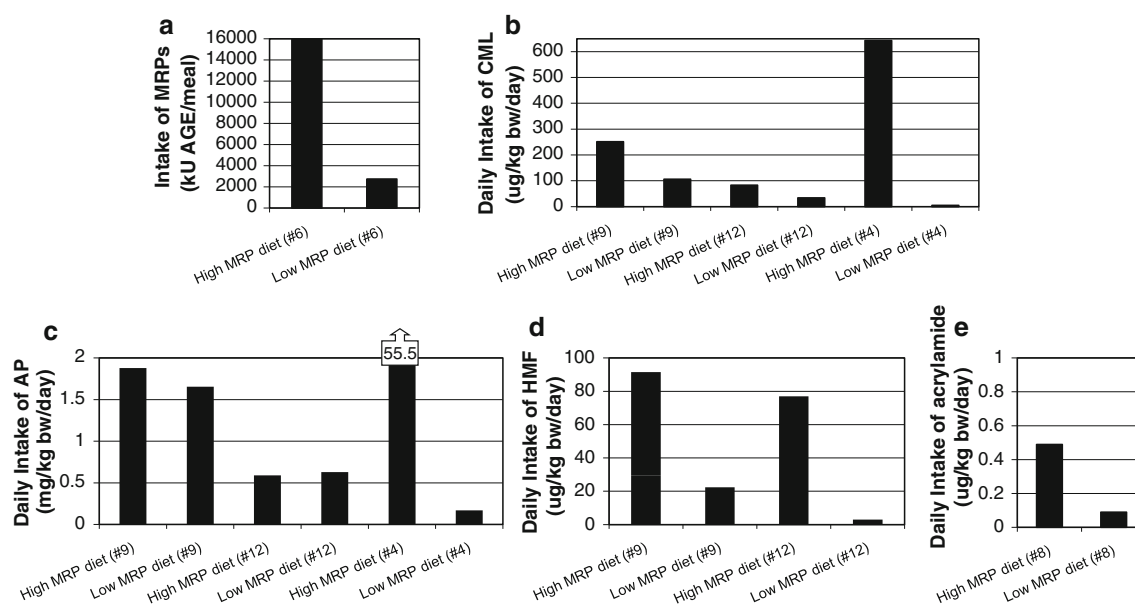 a
Intake of MRPs
(kU AGE/meal)
16000
14000
12000
10000
8000
6000
4000
2000
0
High MRP diet (#6)
Low MRP diet (#6)
b
Daily Intake of CML
(ug/kg bw/day)
600
500
400
300
200
100
0
High MRP diet (#9)
Low MRP diet (#9)
High MRP diet (#12)
Low MRP diet (#12)
High MRP diet (#4)
Low MRP diet (#4)
c
Daily Intake of AP
(mg/kg bw/day)
2
1.5
1
0.5
0
55.5
High MRP diet (#9)
Low MRP diet (#9)
High MRP diet (#12)
Low MRP diet (#12)
High MRP diet (#4)
Low MRP diet (#4)
d
Daily Intake of HMF
(ug/kg bw/day)
100
80
60
40
20
0
High MRP diet (#9)
Low MRP diet (#9)
High MRP diet (#12)
Low MRP diet (#12)
e
Daily Intake of acrylamide
(ug/kg bw/day)
1
0.8
0.6
0.4
0.2
0
High MRP diet (#8)
Low MRP diet (#8)